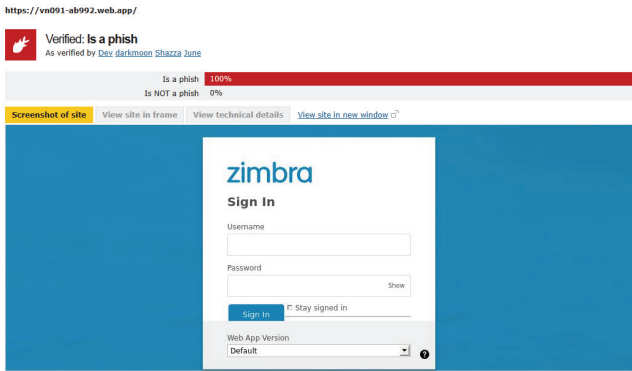 https://vn091-ab992.web.app/
Verified: Is a phish
As verified by Dev darkmoon Shazza June
Is a phish 100%
Is NOT a phish 0%
Screenshot of site View site in frame View technical details View site in new window
zimbra
Sign In
Username
Password
Show
Sign In Stay signed in
Web App Version
Default
?